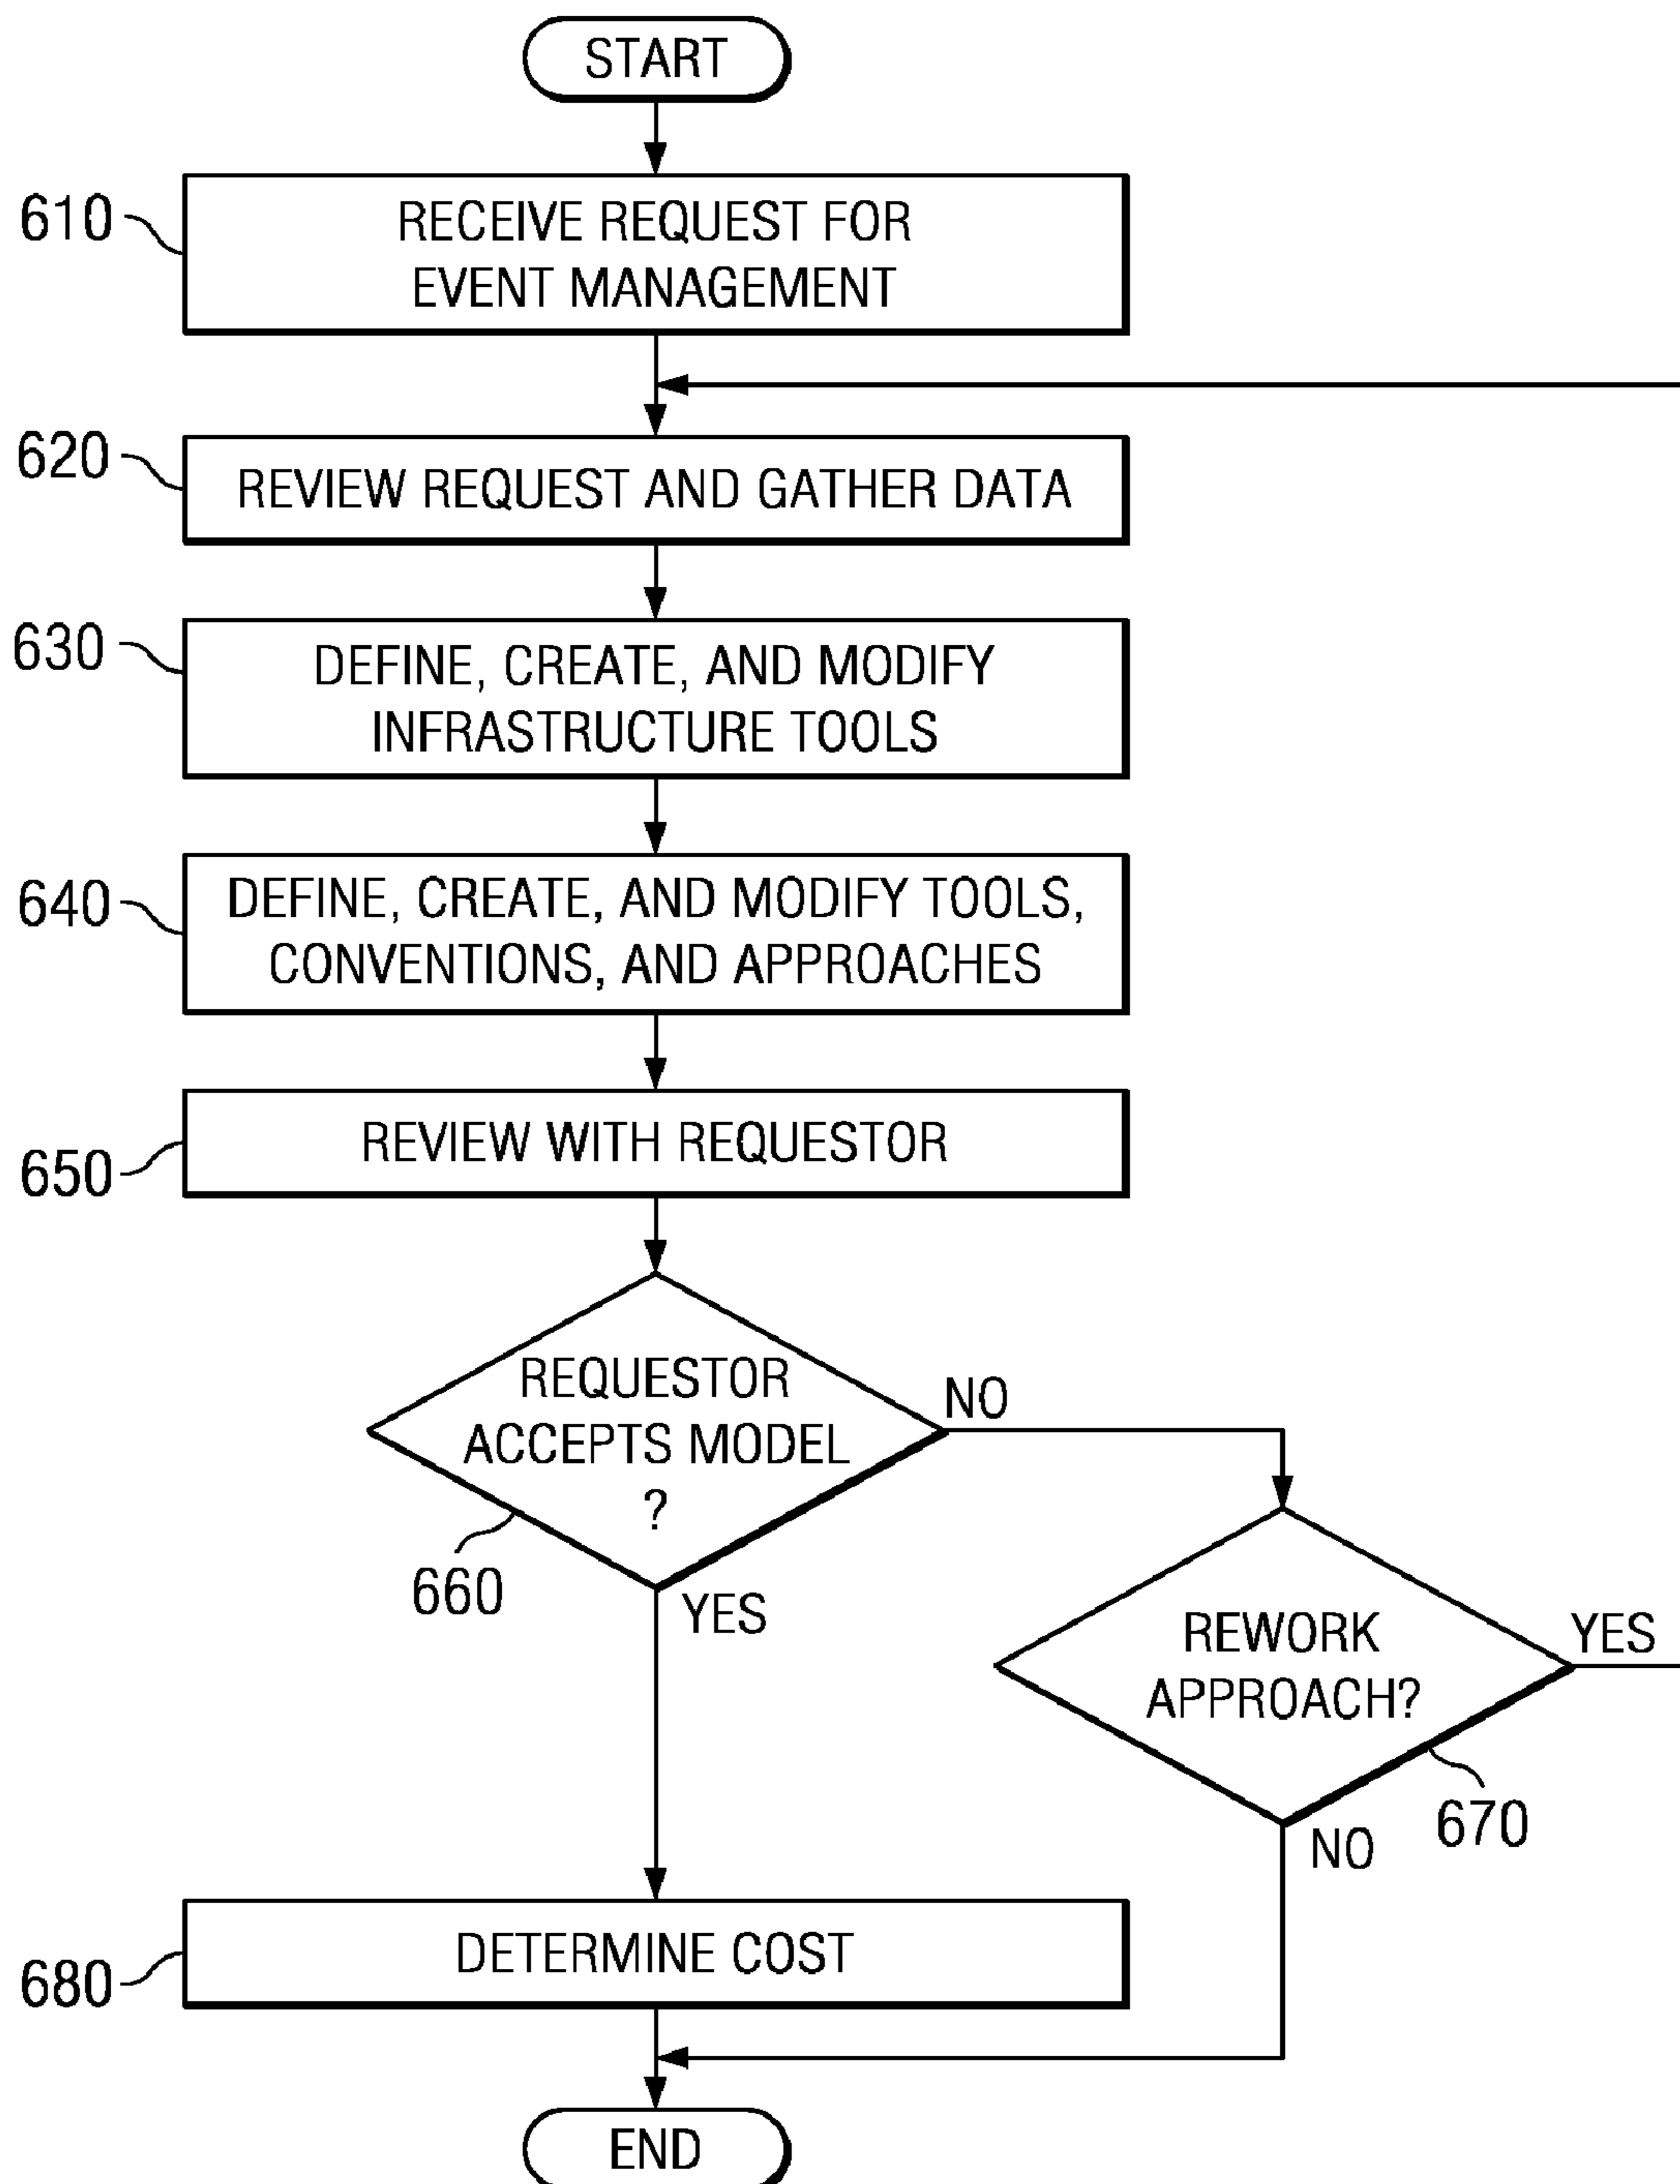 START
610
RECEIVE REQUEST FOR
EVENT MANAGEMENT
620
REVIEW REQUEST AND GATHER DATA
630
DEFINE, CREATE, AND MODIFY
INFRASTRUCTURE TOOLS
640
DEFINE, CREATE, AND MODIFY TOOLS,
CONVENTIONS, AND APPROACHES
650
REVIEW WITH REQUESTOR
REQUESTOR
ACCEPTS MODEL
?
NO
660
YES
REWORK
APPROACH?
YES
670
NO
680
DETERMINE COST
END